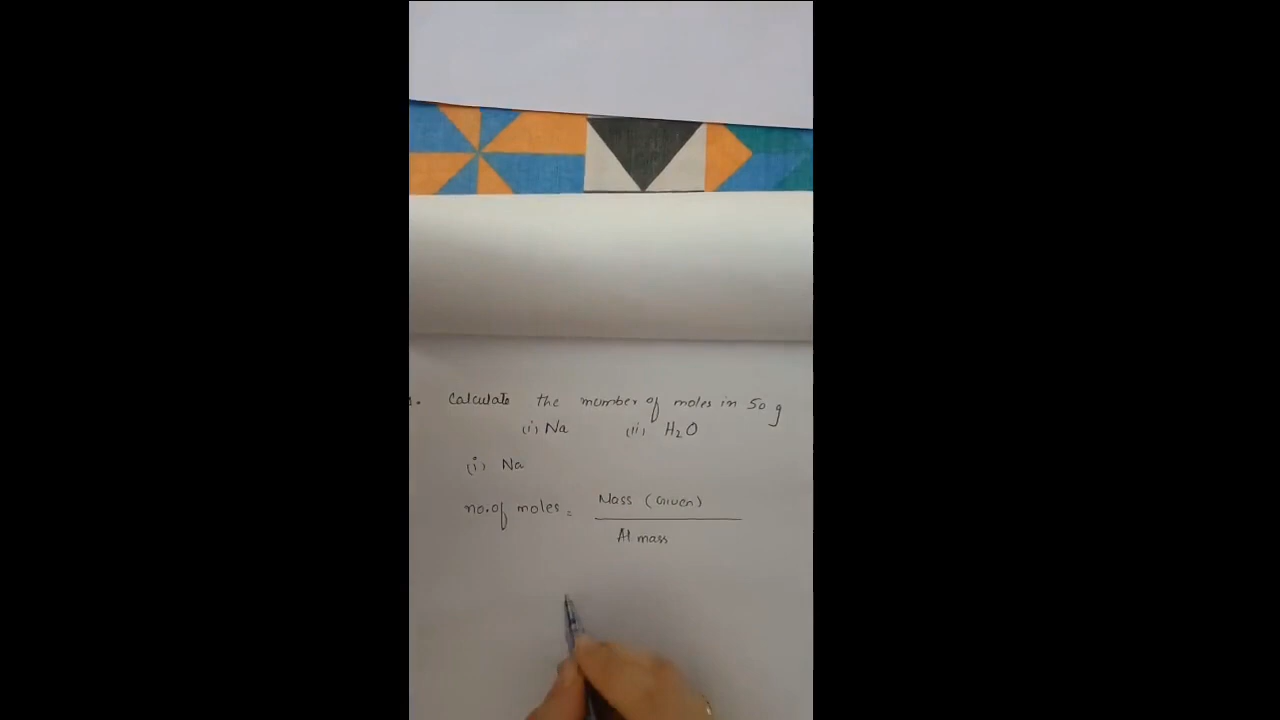 Calculate the number of moles in 50 g
(i) Na (ii) H₂O
(i) Na
no. of moles = Mass (Given)
At mass